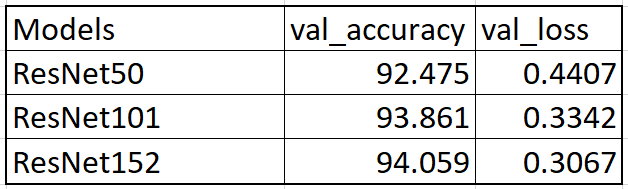 Models val_accuracy val_loss
ResNet50 92.475 0.4407
ResNet101 93.861 0.3342
ResNet152 94.059 0.3067